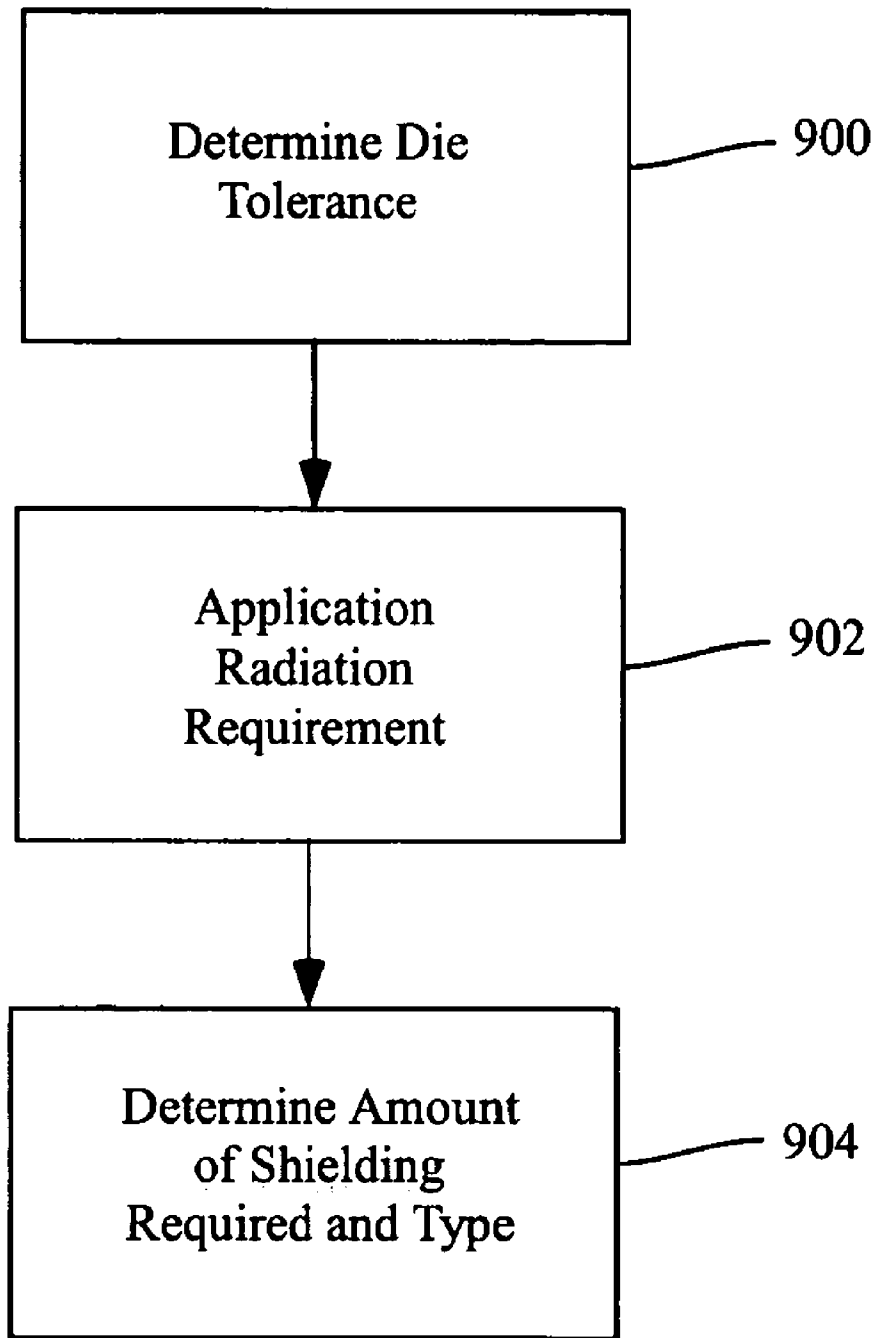 Determine Die
Tolerance
900
Application
Radiation
Requirement
902
Determine Amount
of Shielding
Required and Type
904